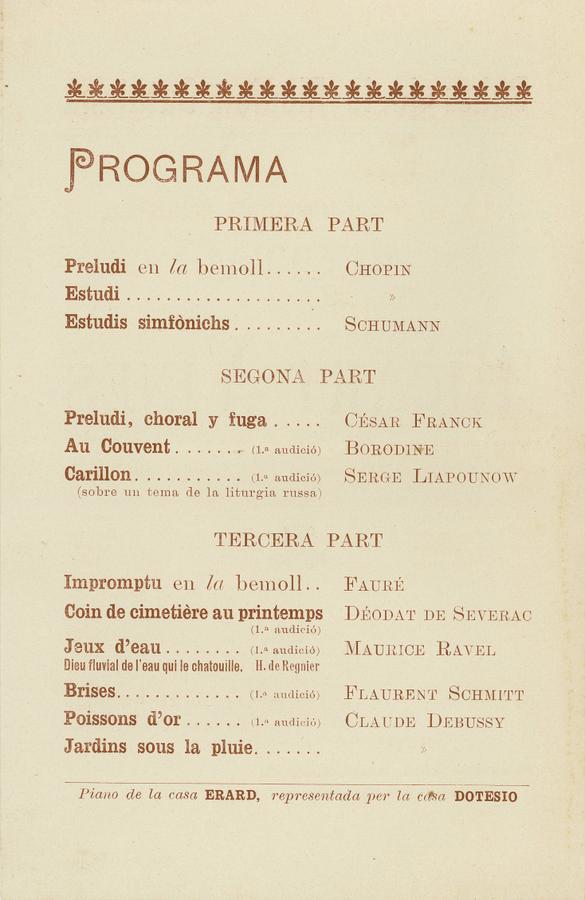 PROGRAMA
PRIMERA PART
Preludi en la bemoll...... CHOPIN
Estudi ................... »
Estudis simfònichs......... SCHUMANN
SEGONA PART
Preludi, choral y fuga ..... CÉSAR FRANCK
Au Couvent....... (1.ª audició) BORODINE
Carillon........... (1.ª audició) SERGE LIAPOUNOW
(sobre un tema de la liturgia russa)
TERCERA PART
Impromptu en la bemoll.. FAURÉ
Coin de cimetière au printemps DÉODAT DE SEVERAC
(1.ª audició)
Jeux d'eau........ (1.ª audició) MAURICE RAVEL
Dieu fluvial de l'eau qui le chatouille. H. de Regnier
Brises............ (1.ª audició) FLAURENT SCHMITT
Poissons d'or ...... (1.ª audició) CLAUDE DEBUSSY
Jardins sous la pluie....... »
Piano de la casa ERARD, representada per la casa DOTESIO